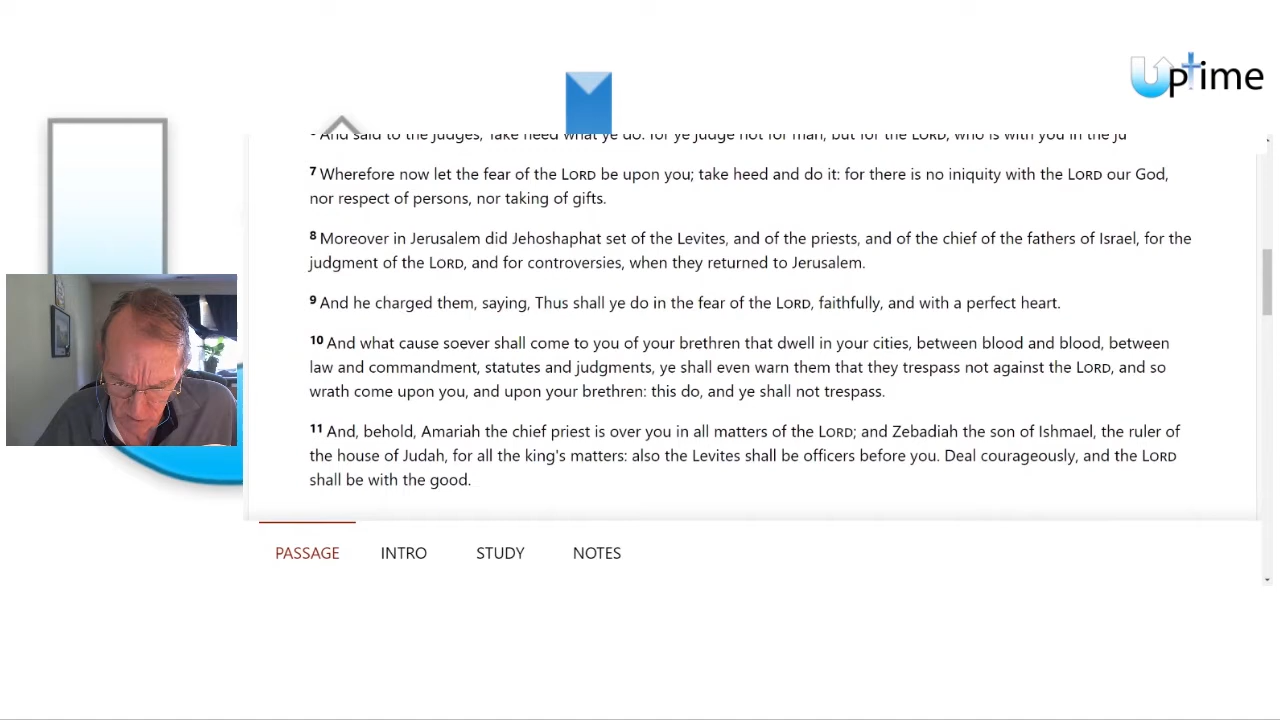 Uptime
6 And said to the judges, Take heed what ye do: for ye judge not for man, but for the LORD, who is with you in the ju
7 Wherefore now let the fear of the LORD be upon you; take heed and do it: for there is no iniquity with the LORD our God,
nor respect of persons, nor taking of gifts.
8 Moreover in Jerusalem did Jehoshaphat set of the Levites, and of the priests, and of the chief of the fathers of Israel, for the
judgment of the LORD, and for controversies, when they returned to Jerusalem.
9 And he charged them, saying, Thus shall ye do in the fear of the LORD, faithfully, and with a perfect heart.
10 And what cause soever shall come to you of your brethren that dwell in your cities, between blood and blood, between
law and commandment, statutes and judgments, ye shall even warn them that they trespass not against the LORD, and so
wrath come upon you, and upon your brethren: this do, and ye shall not trespass.
11 And, behold, Amariah the chief priest is over you in all matters of the LORD; and Zebadiah the son of Ishmael, the ruler of
the house of Judah, for all the king's matters: also the Levites shall be officers before you. Deal courageously, and the LORD
shall be with the good.
PASSAGE INTRO STUDY NOTES